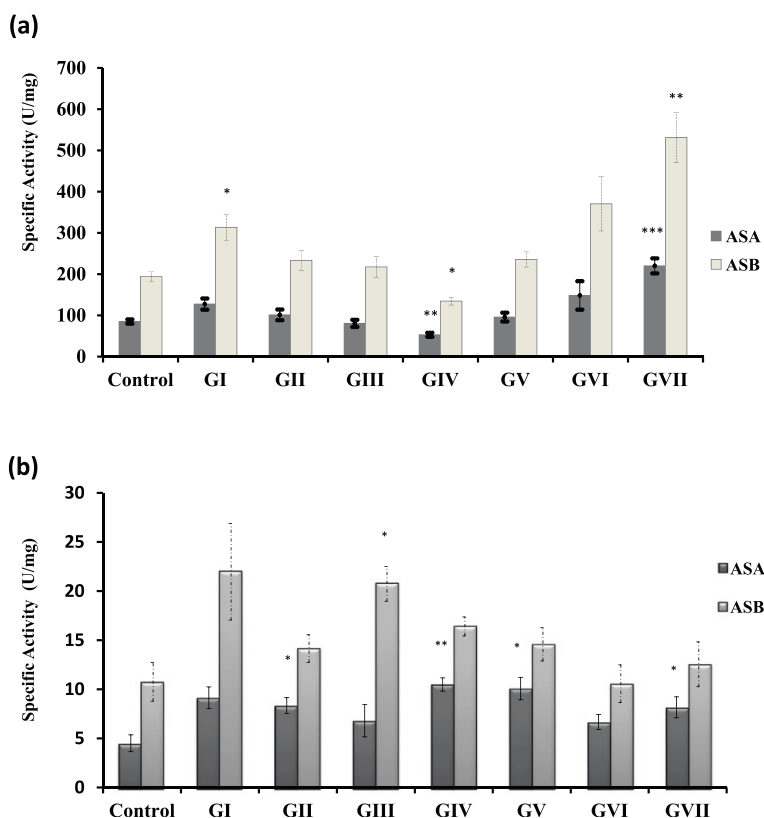 (a)
Specific Activity (U/mg)
700
600
500
400
300
200
100
0
*
**
*
***
**
ASA
ASB
Control GI GII GIII GIV GV GVI GVII
(b)
Specific Activity (U/mg)
30
25
20
15
10
5
0
*
*
**
*
*
ASA
ASB
Control GI GII GIII GIV GV GVI GVII